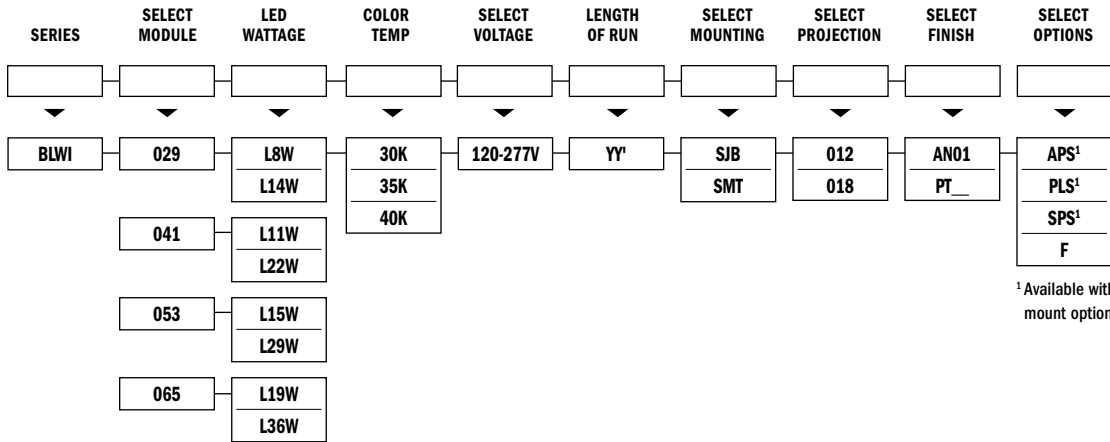 SERIES
SELECT
MODULE
LED
WATTAGE
COLOR
TEMP
SELECT
VOLTAGE
LENGTH
OF RUN
SELECT
MOUNTING
SELECT
PROJECTION
SELECT
FINISH
SELECT
OPTIONS
BLWI 029 L8W 30K 120-277V YY' SJB 012 AN01 APS¹
L14W 35K SMT 018 PT__ PLS¹
40K SPS¹
041 L11W F
L22W
¹ Available with
mount option
053 L15W
L29W
065 L19W
L36W